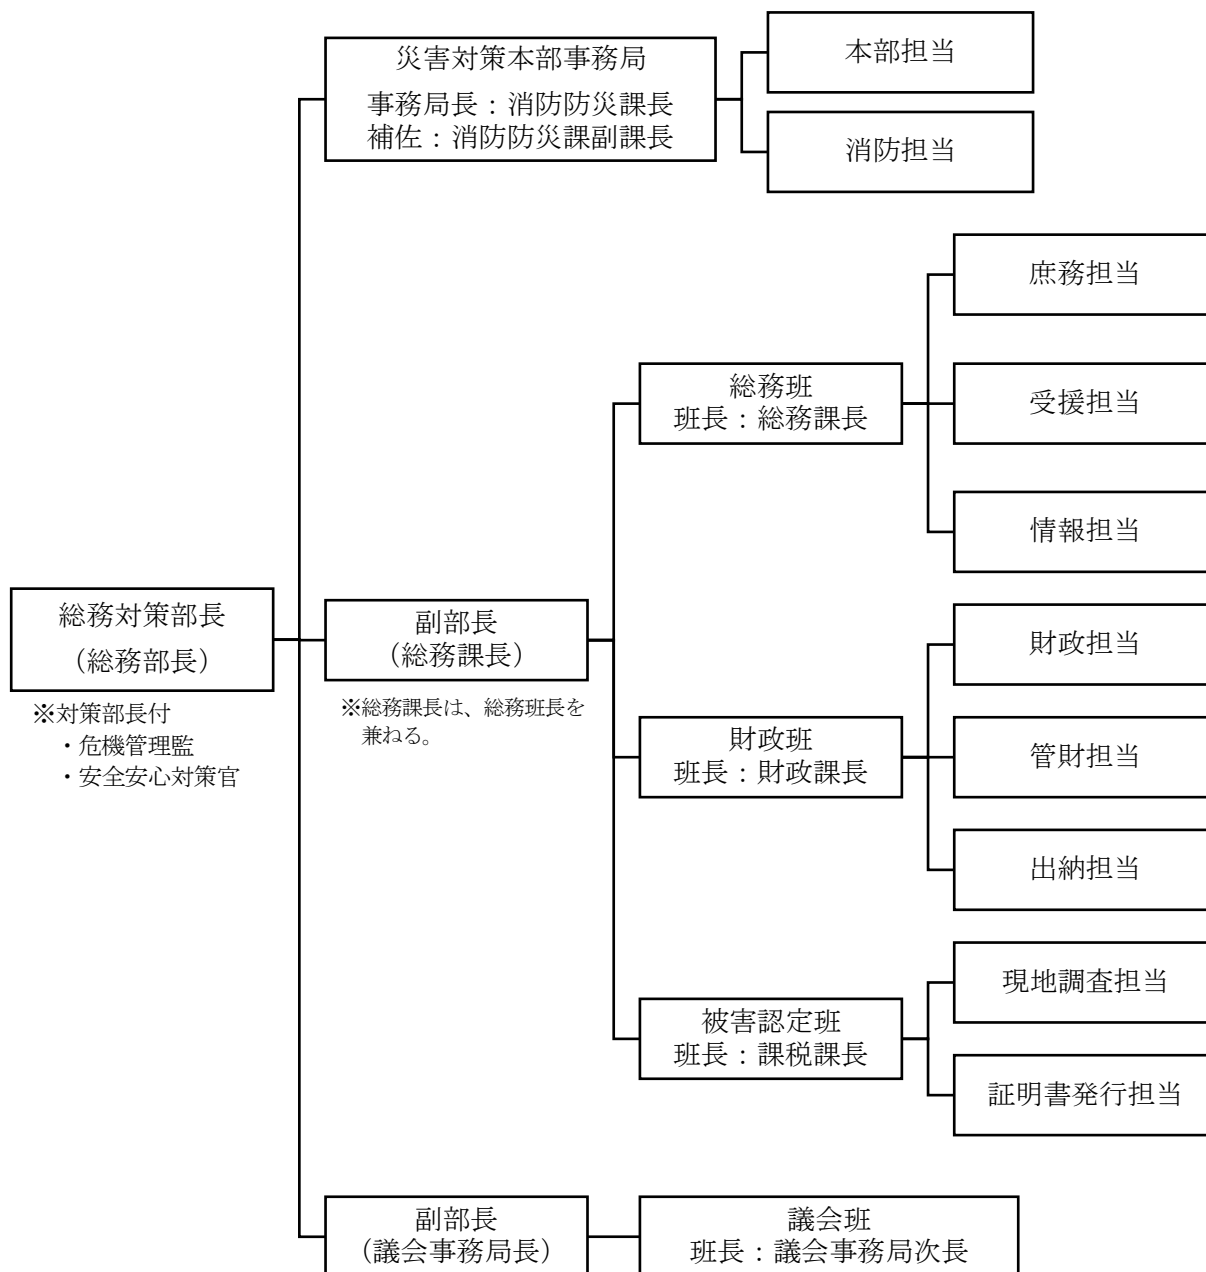 災害対策本部事務局
事務局長：消防防災課長
補佐：消防防災課副課長
本部担当
消防担当
総務対策部長
（総務部長）
※対策部長付
・危機管理監
・安全安心対策官
副部長
（総務課長）
※総務課長は、総務班長を
兼ねる。
総務班
班長：総務課長
庶務担当
受援担当
情報担当
財政班
班長：財政課長
財政担当
管財担当
出納担当
被害認定班
班長：課税課長
現地調査担当
証明書発行担当
副部長
（議会事務局長）
議会班
班長：議会事務局次長